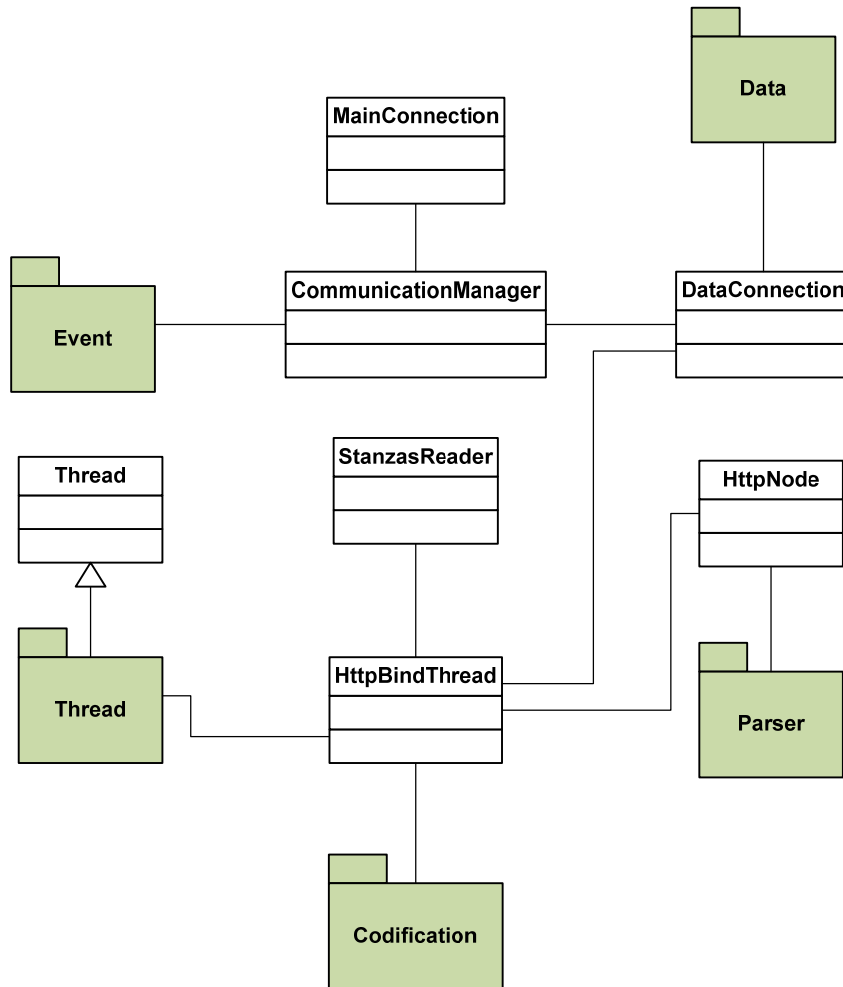 Data
MainConnection
CommunicationManager
DataConnection
Event
StanzasReader
Thread
HttpNode
HttpBindThread
Thread
Parser
Codification